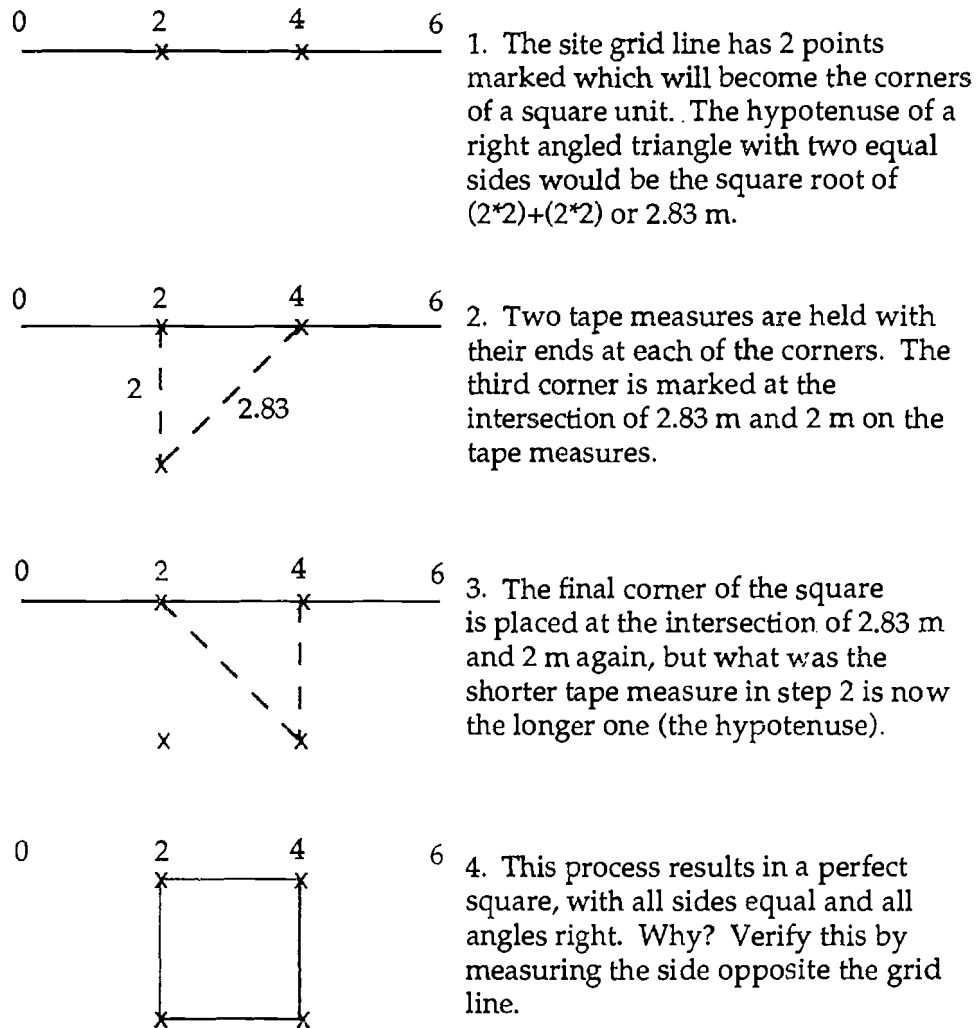 0 2 4 6
1. The site grid line has 2 points
marked which will become the corners
of a square unit. The hypotenuse of a
right angled triangle with two equal
sides would be the square root of
(2*2)+(2*2) or 2.83 m.
0 2 4 6
2
2.83
2. Two tape measures are held with
their ends at each of the corners. The
third corner is marked at the
intersection of 2.83 m and 2 m on the
tape measures.
0 2 4 6
3. The final corner of the square
is placed at the intersection of 2.83 m
and 2 m again, but what was the
shorter tape measure in step 2 is now
the longer one (the hypotenuse).
0 2 4 6
4. This process results in a perfect
square, with all sides equal and all
angles right. Why? Verify this by
measuring the side opposite the grid
line.